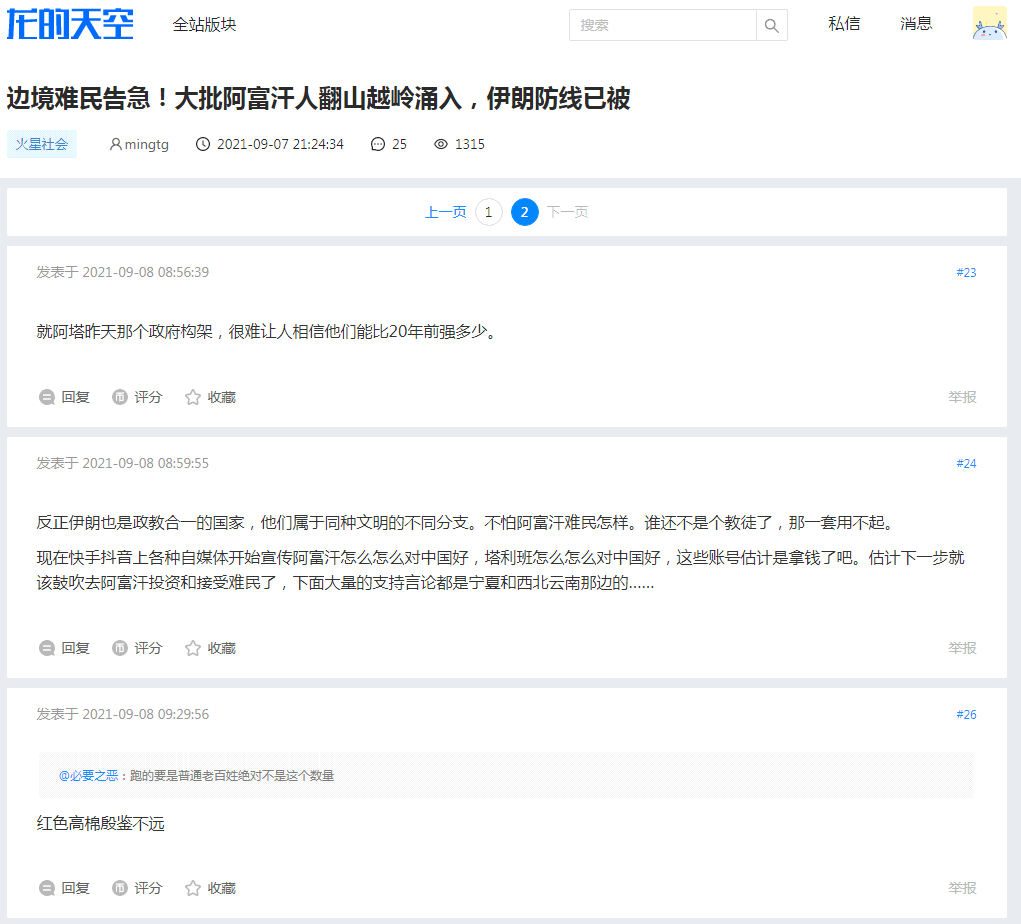 龙的天空
全站版块
搜索
私信
消息
边境难民告急！大批阿富汗人翻山越岭涌入，伊朗防线已被
火星社会 mingtg 2021-09-07 21:24:34 25 1315
上一页 1 2 下一页
发表于 2021-09-08 08:56:39 #23
就阿塔昨天那个政府构架，很难让人相信他们能比20年前强多少。
回复 评分 收藏 举报
发表于 2021-09-08 08:59:55 #24
反正伊朗也是政教合一的国家，他们属于同种文明的不同分支。不怕阿富汗难民怎样。谁还不是个教徒了，那一套用不起。
现在快手抖音上各种自媒体开始宣传阿富汗怎么怎么对中国好，塔利班怎么怎么对中国好，这些账号估计是拿钱了吧。估计下一步就
该鼓吹去阿富汗投资和接受难民了，下面大量的支持言论都是宁夏和西北云南那边的......
回复 评分 收藏 举报
发表于 2021-09-08 09:29:56 #26
@必要之恶：跑的要是普通老百姓绝对不是这个数量
红色高棉殷鉴不远
回复 评分 收藏 举报